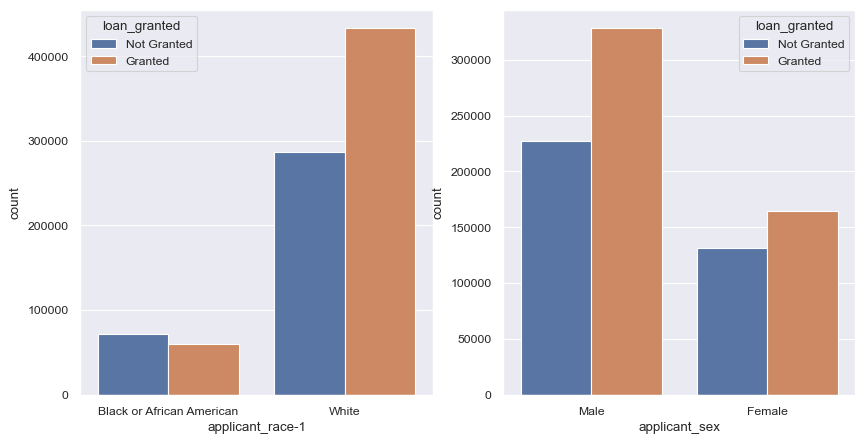 loan_granted
Not Granted
Granted
400000
300000
200000
100000
0
count
Black or African American
White
applicant_race-1
loan_granted
Not Granted
Granted
300000
250000
200000
150000
100000
50000
0
count
Male
Female
applicant_sex